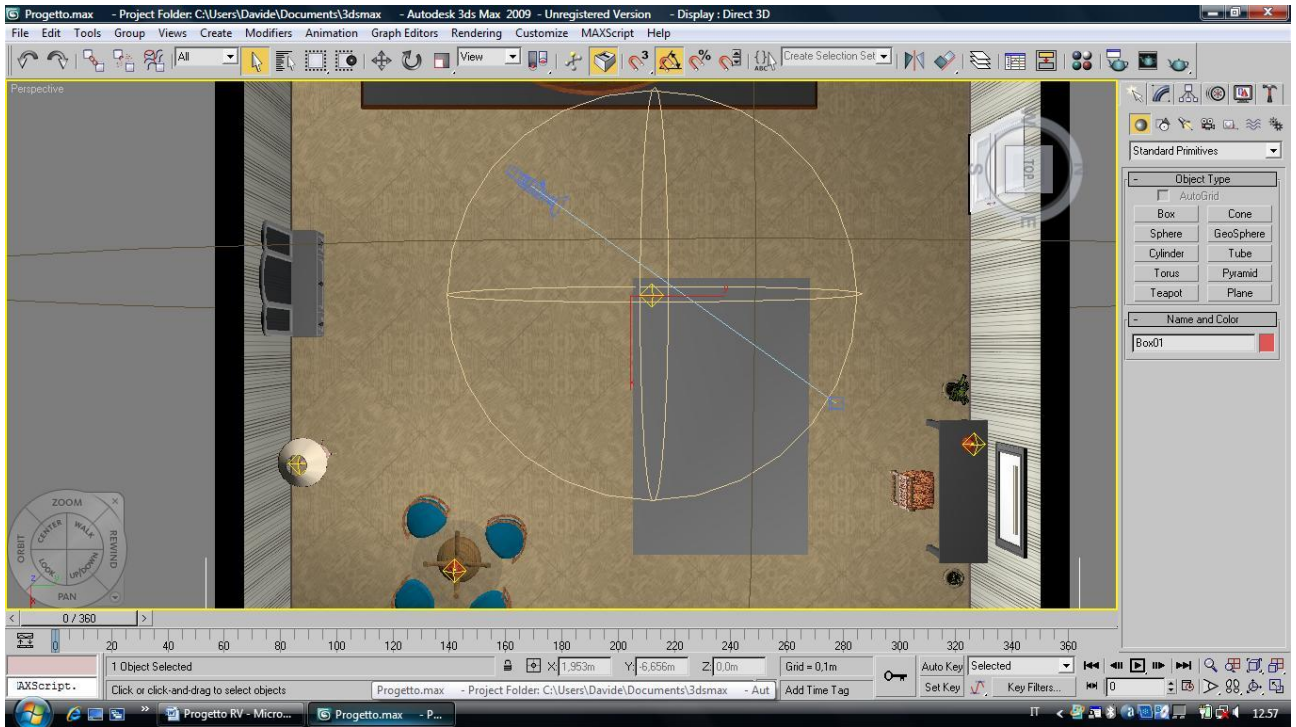 Progetto.max - Project Folder: C:\Users\Davide\Documents\3dsmax - Autodesk 3ds Max 2009 - Unregistered Version - Display : Direct 3D
File Edit Tools Group Views Create Modifiers Animation Graph Editors Rendering Customize MAXScript Help
All View Create Selection Set
Perspective
TOP
S N E
Standard Primitives
- Object Type
AutoGrid
Box Cone
Sphere GeoSphere
Cylinder Tube
Torus Pyramid
Teapot Plane
- Name and Color
Box01
ZOOM
CENTER WALK
ORBIT REWIND
LOOK UP/DOWN
PAN
< 0 / 360 >
0 20 40 60 80 100 120 140 160 180 200 220 240 260 280 300 320 340 360
1 Object Selected X: 1,953m Y: -6,656m Z: 0,0m Grid = 0,1m Auto Key Selected
AXScript. Click or click-and-drag to select objects Progetto.max - Project Folder: C:\Users\Davide\Documents\3dsmax - Aut Add Time Tag Set Key Key Filters... 0
Progetto RV - Micro... Progetto.max - P... IT 12.57